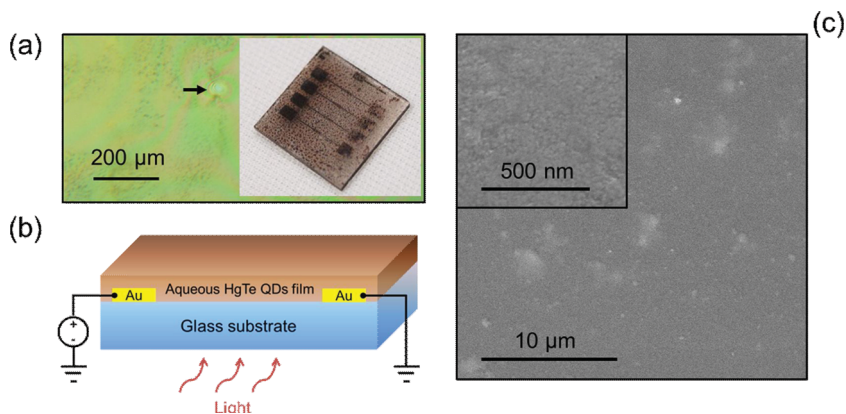 (a)
200 µm
(b)
Aqueous HgTe QDs film
Au
Au
Glass substrate
+
-
Light
(c)
500 nm
10 µm